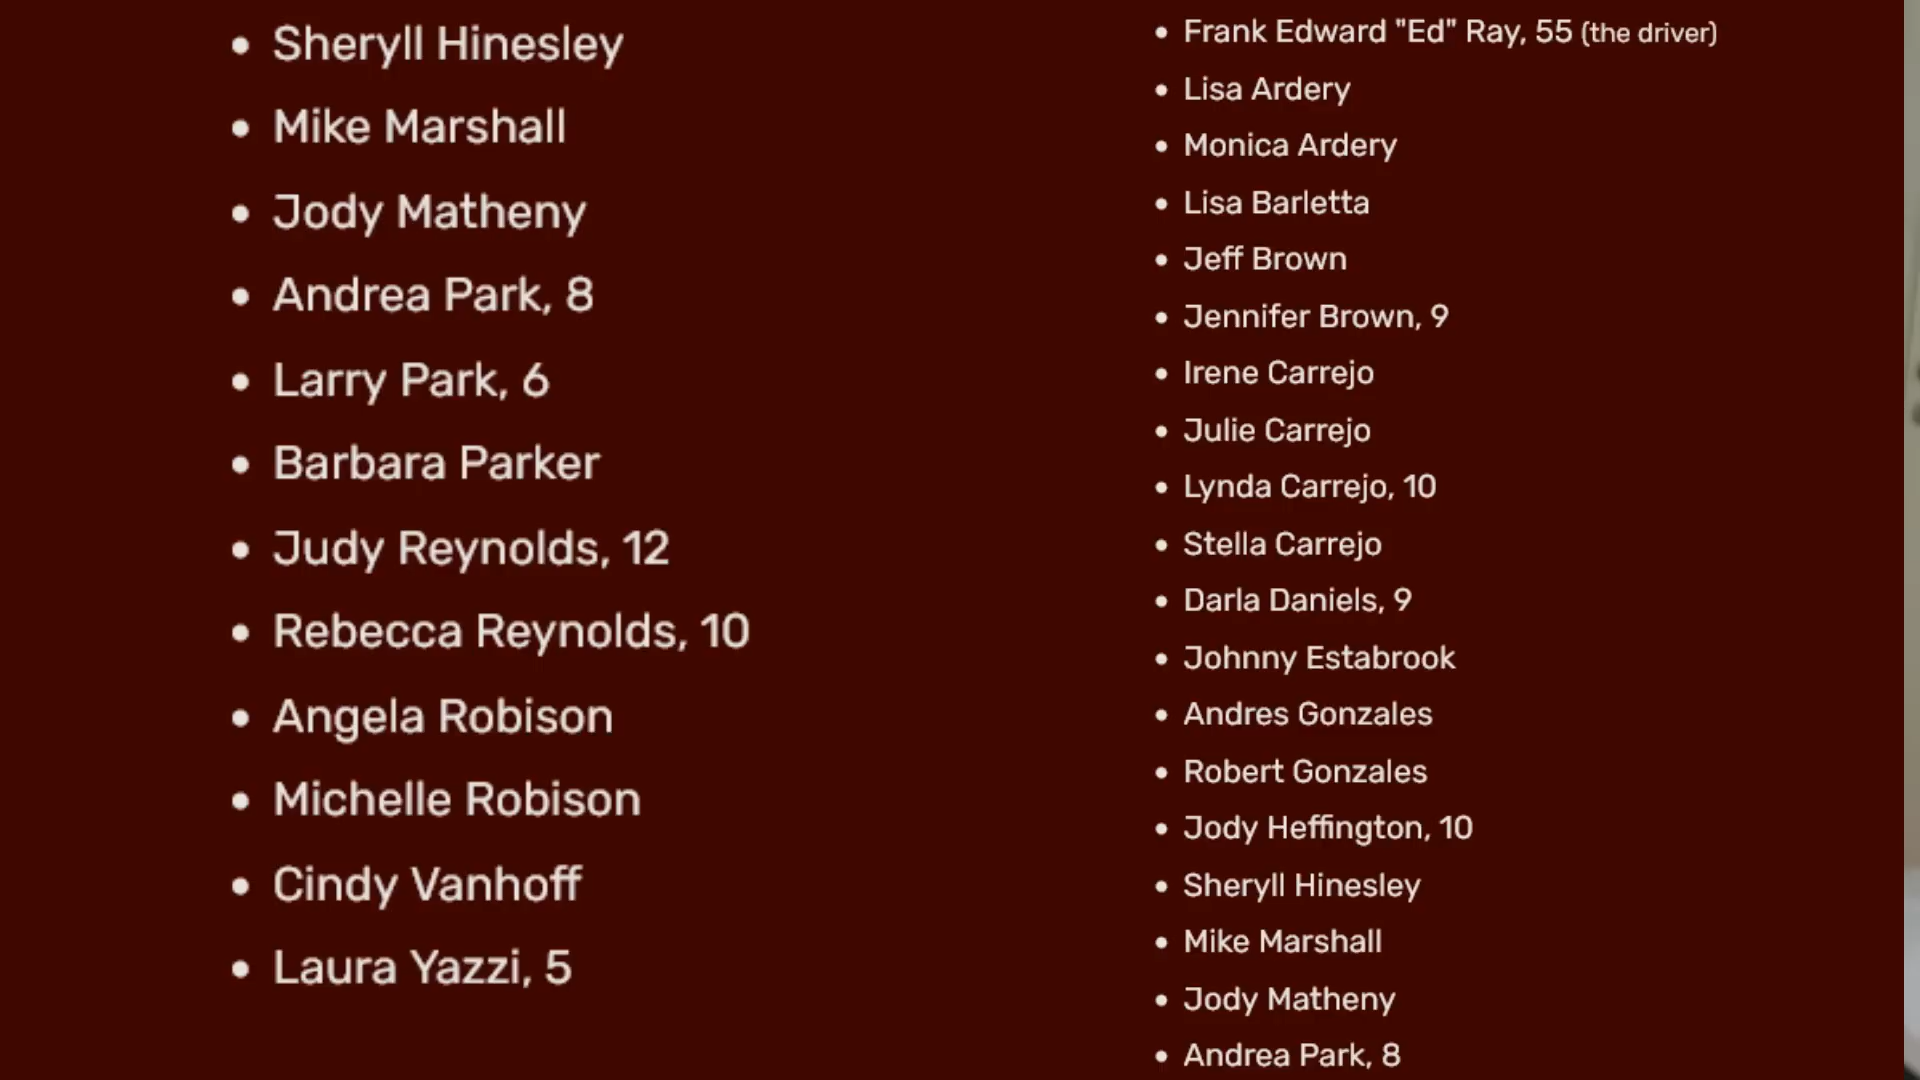 • Sheryll Hinesley
• Mike Marshall
• Jody Matheny
• Andrea Park, 8
• Larry Park, 6
• Barbara Parker
• Judy Reynolds, 12
• Rebecca Reynolds, 10
• Angela Robison
• Michelle Robison
• Cindy Vanhoff
• Laura Yazzi, 5
• Frank Edward "Ed" Ray, 55 (the driver)
• Lisa Ardery
• Monica Ardery
• Lisa Barletta
• Jeff Brown
• Jennifer Brown, 9
• Irene Carrejo
• Julie Carrejo
• Lynda Carrejo, 10
• Stella Carrejo
• Darla Daniels, 9
• Johnny Estabrook
• Andres Gonzales
• Robert Gonzales
• Jody Heffington, 10
• Sheryll Hinesley
• Mike Marshall
• Jody Matheny
• Andrea Park, 8